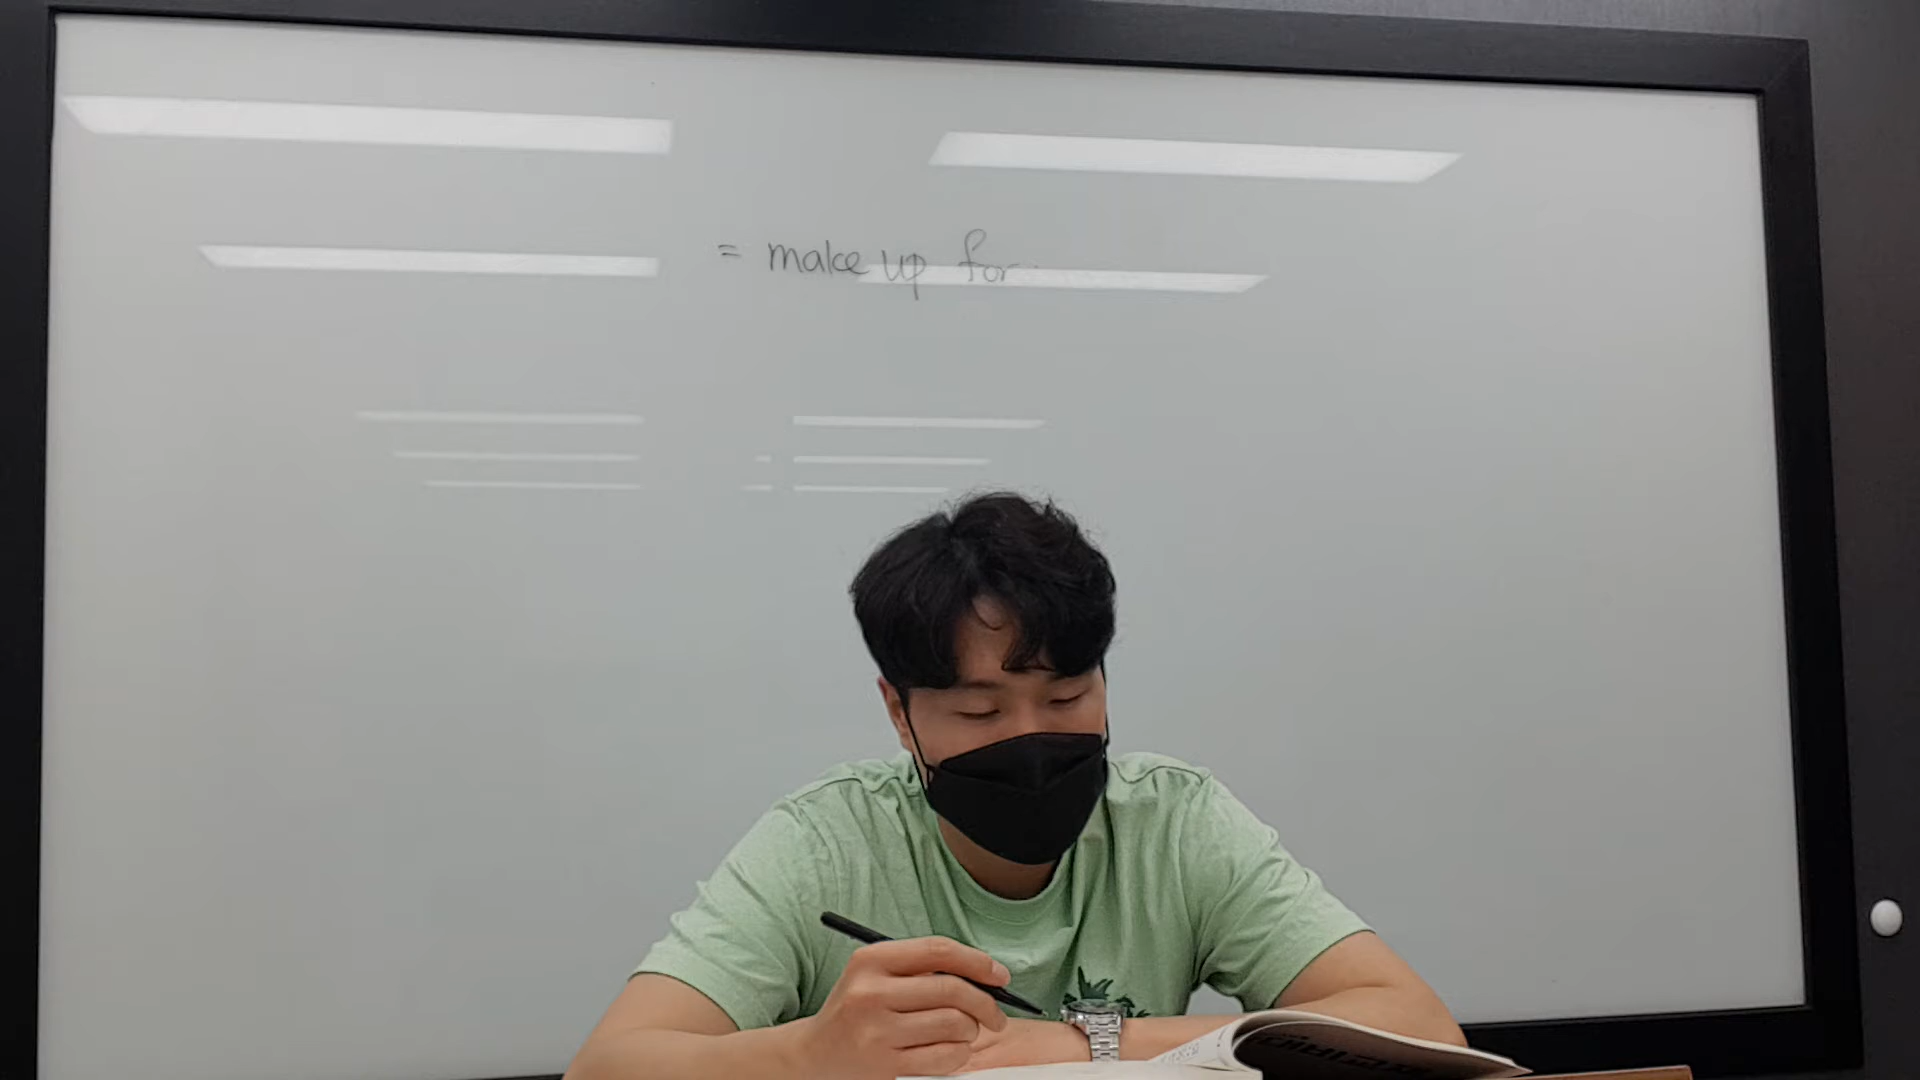 = make up for